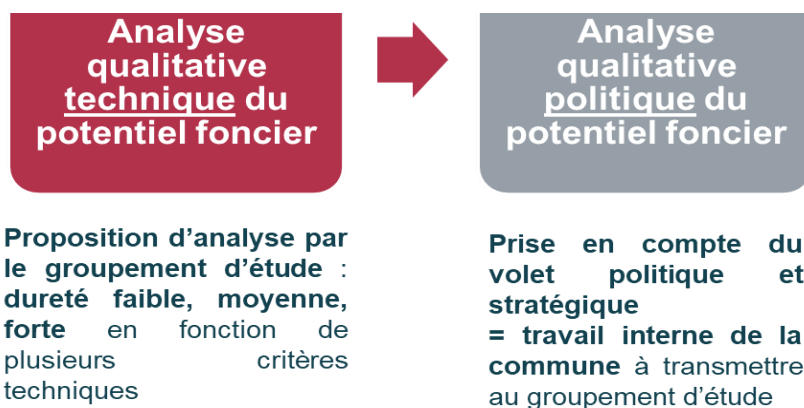 Analyse
qualitative
technique du
potentiel foncier
Proposition d’analyse par
le groupement d’étude :
dureté faible, moyenne,
forte en fonction de
plusieurs critères
techniques
Analyse
qualitative
politique du
potentiel foncier
Prise en compte du
volet politique et
stratégique
= travail interne de la
commune à transmettre
au groupement d’étude